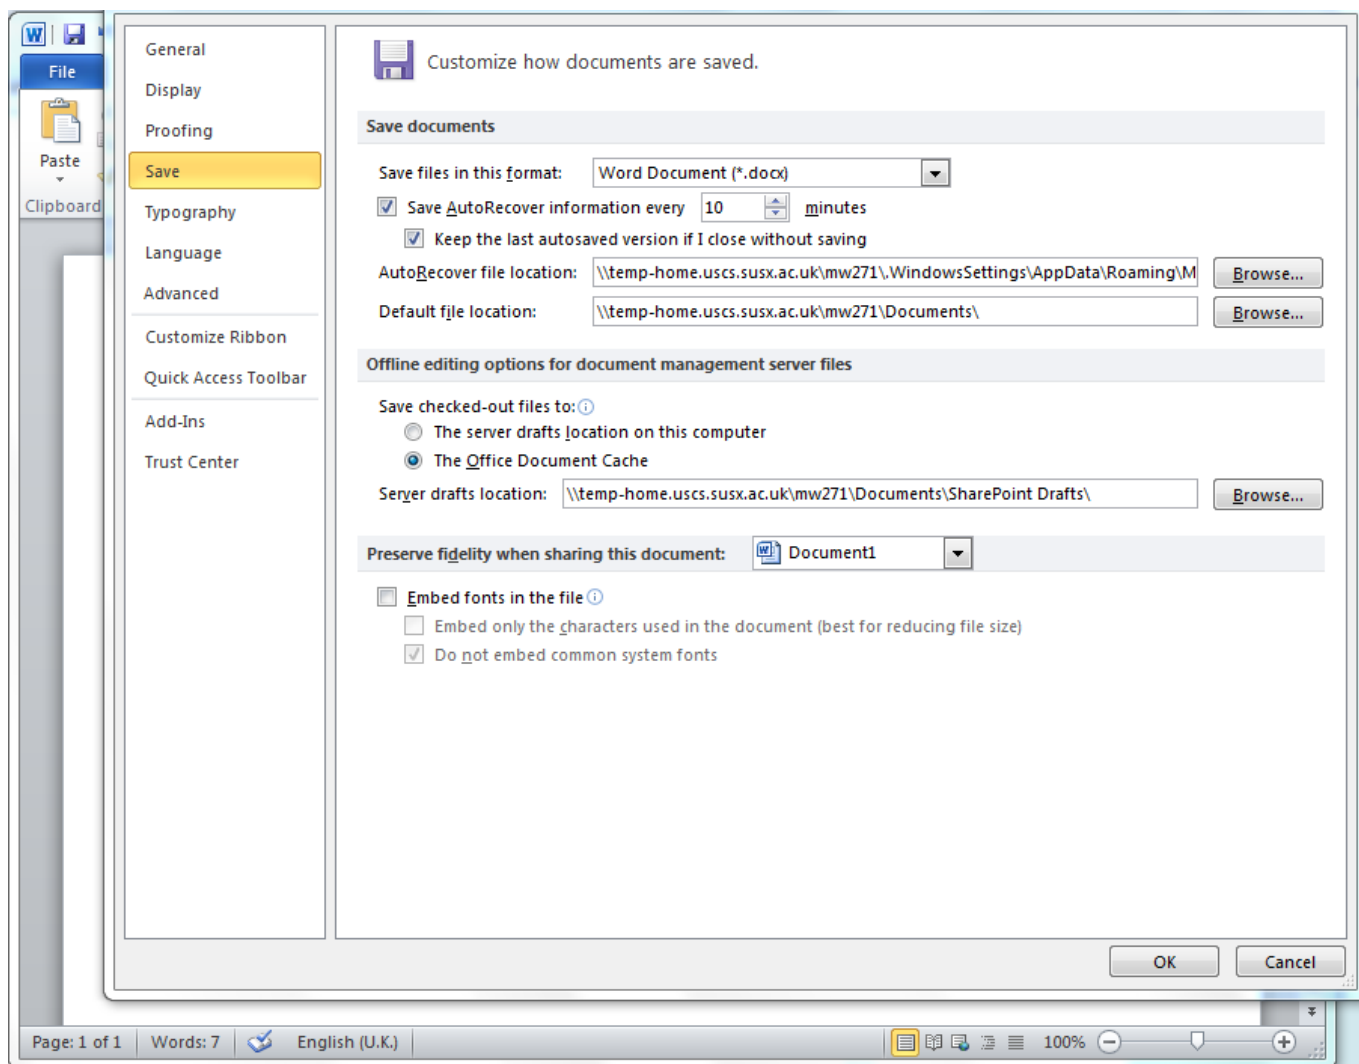 File
Paste
Clipboard
General
Display
Proofing
Save
Typography
Language
Advanced
Customize Ribbon
Quick Access Toolbar
Add-Ins
Trust Center
Customize how documents are saved.
Save documents
Save files in this format: Word Document (*.docx)
Save AutoRecover information every 10 minutes
Keep the last autosaved version if I close without saving
AutoRecover file location: \\temp-home.uscs.susx.ac.uk\mw271\.WindowsSettings\AppData\Roaming\M Browse...
Default file location: \\temp-home.uscs.susx.ac.uk\mw271\Documents\ Browse...
Offline editing options for document management server files
Save checked-out files to:
The server drafts location on this computer
The Office Document Cache
Server drafts location: \\temp-home.uscs.susx.ac.uk\mw271\Documents\SharePoint Drafts\ Browse...
Preserve fidelity when sharing this document: Document1
Embed fonts in the file
Embed only the characters used in the document (best for reducing file size)
Do not embed common system fonts
OK Cancel
Page: 1 of 1 Words: 7 English (U.K.) 100%